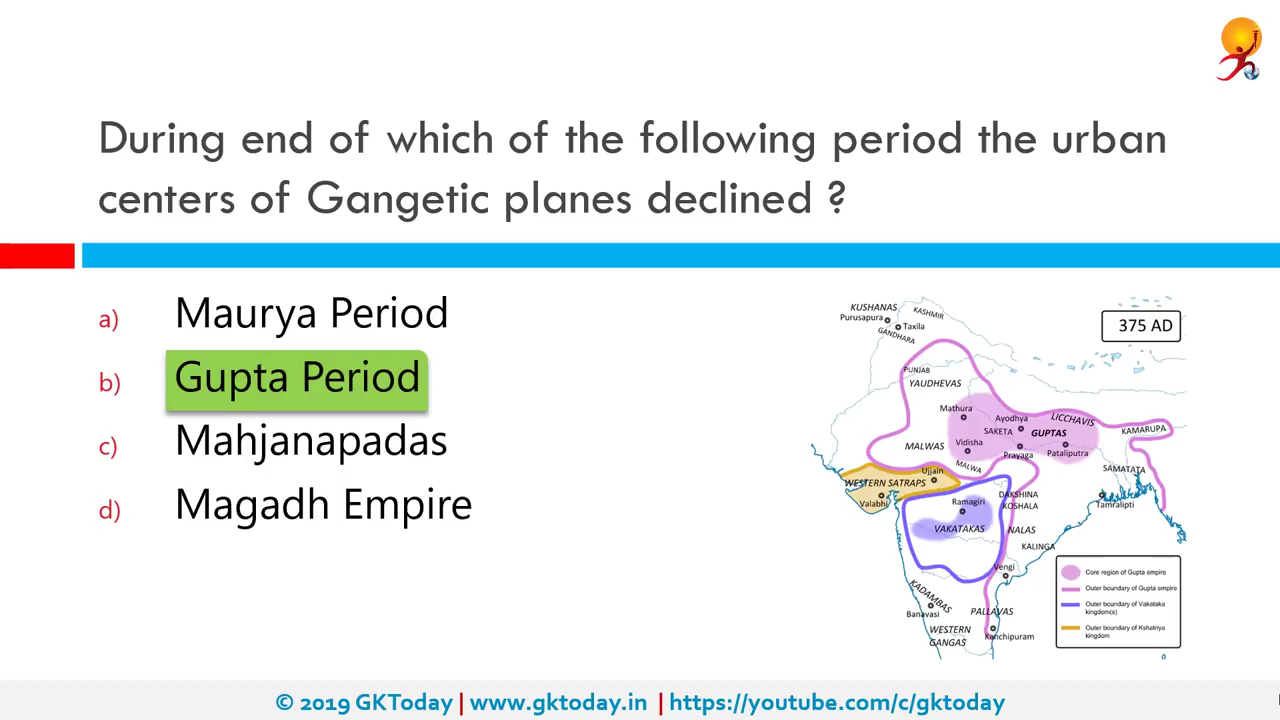 During end of which of the following period the urban
centers of Gangetic planes declined ?
a) Maurya Period
b) Gupta Period
c) Mahjanapadas
d) Magadh Empire
375 AD
KUSHANAS
KASHMIR
Purusapura
Taxila
GANDHARA
PUNJAB
YAUDHEVAS
Mathura
Ayodhya
LICCHAVIS
SAKETA
GUPTAS
KAMARUPA
MALWAS
Vidisha
Prayaga
Pataliputra
MALWA
Ujjain
SAMATATA
WESTERN SATRAPS
Valabhi
Ramagiri
DAKSHINA
KOSHALA
Tamralipti
VAKATAKAS
NALAS
KALINGA
Vengi
KADAMBAS
Banavasi
PALLAVAS
WESTERN
GANGAS
Kanchipuram
Core region of Gupta empire
Outer boundary of Gupta empire
Outer boundary of Vakataka
kingdom(s)
Outer boundary of Kshatriya
kingdom
© 2019 GKToday | www.gktoday.in | https://youtube.com/c/gktoday